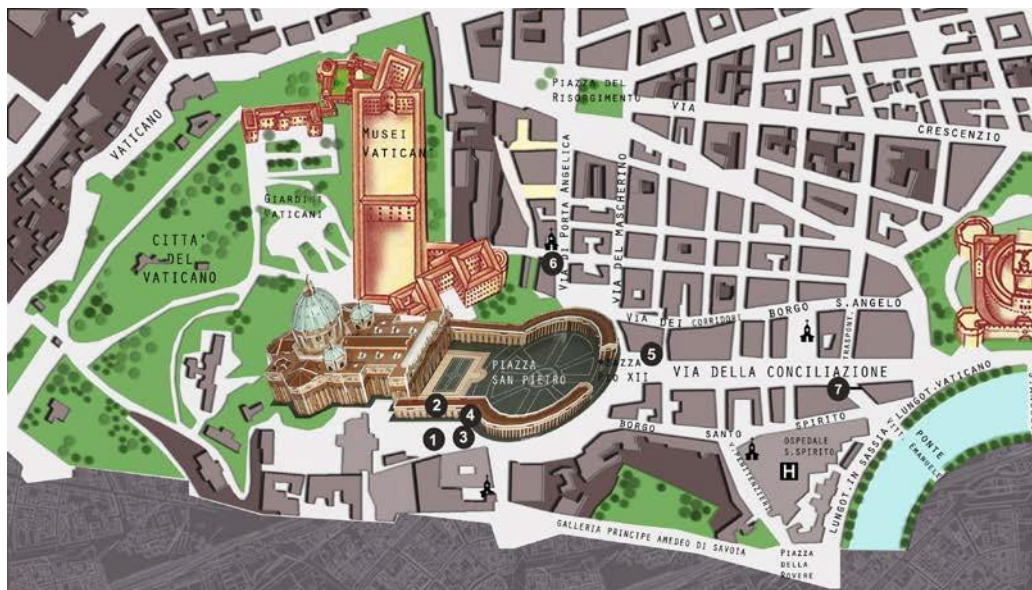 PIAZZA DEL
RISORGIMENTO
VIA
CRESCENZIO
MUSEI
VATICANI
VATICANO
VIA DI PORTA ANGELICA
VIA DEL MASCHERINO
GIARDINI
VATICANI
CITTA'
DEL
VATICANO
6
BORGO
S.ANGELO
VIA DEI CORRIDORI
TRASPONT.
5
PIAZZA
SAN PIETRO
PIO XII
VIA DELLA CONCILIAZIONE
7
2
4
1
3
BORGO
SANTO
SPIRITO
LUNGOT.VATICANO
OSPEDALE
S.SPIRITO
H
LUNGOT.IN SASSIA
PONTE
VITT. EMANUELE
GALLERIA PRINCIPE AMEDEO DI SAVOIA
PIAZZA
DELLA
ROVERE